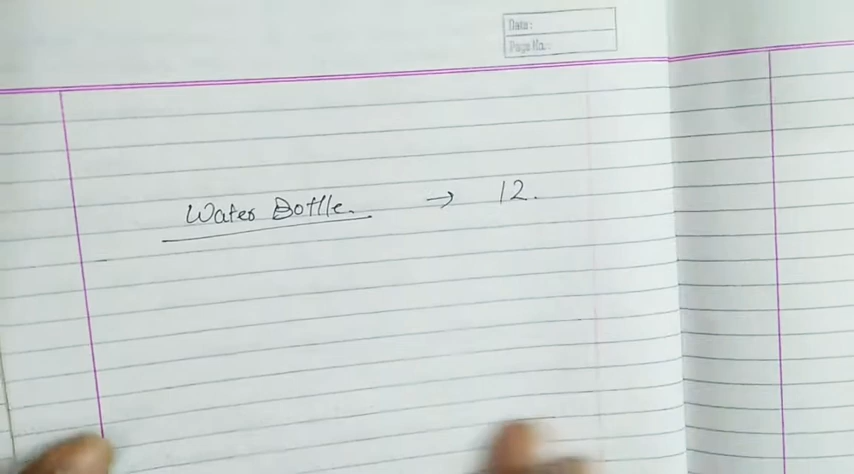 Date:
Page No.:
Water Bottle. → 12.